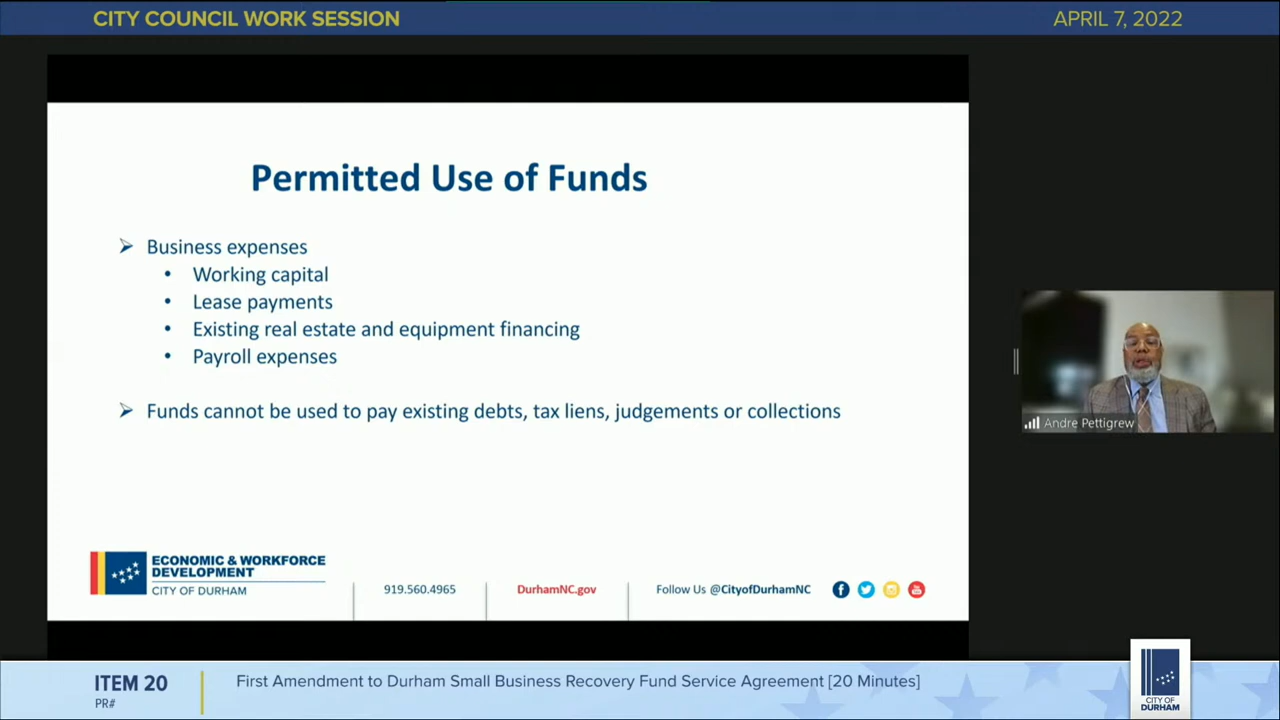 CITY COUNCIL WORK SESSION
APRIL 7, 2022
Permitted Use of Funds
➢ Business expenses
• Working capital
• Lease payments
• Existing real estate and equipment financing
• Payroll expenses
➢ Funds cannot be used to pay existing debts, tax liens, judgements or collections
Andre Pettigrew
ECONOMIC & WORKFORCE
DEVELOPMENT
CITY OF DURHAM
919.560.4965
DurhamNC.gov
Follow Us @CityofDurhamNC
ITEM 20
PR#
First Amendment to Durham Small Business Recovery Fund Service Agreement [20 Minutes]
CITY OF
DURHAM